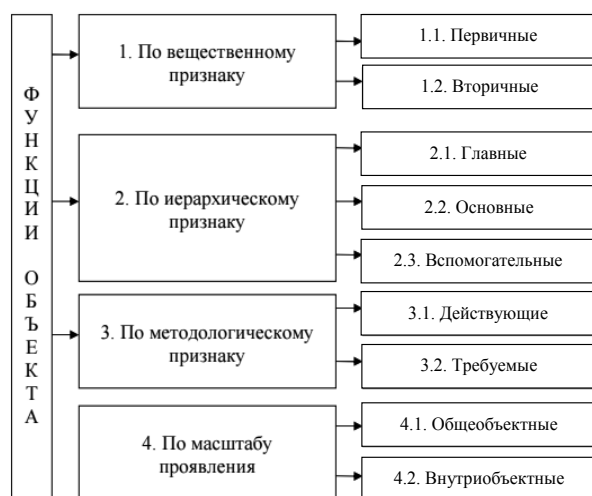 ФУНКЦИИ ОБЪЕКТА
1. По вещественному
признаку
1.1. Первичные
1.2. Вторичные
2. По иерархическому
признаку
2.1. Главные
2.2. Основные
2.3. Вспомогательные
3. По методологическому
признаку
3.1. Действующие
3.2. Требуемые
4. По масштабу
проявления
4.1. Общеобъектные
4.2. Внутриобъектные